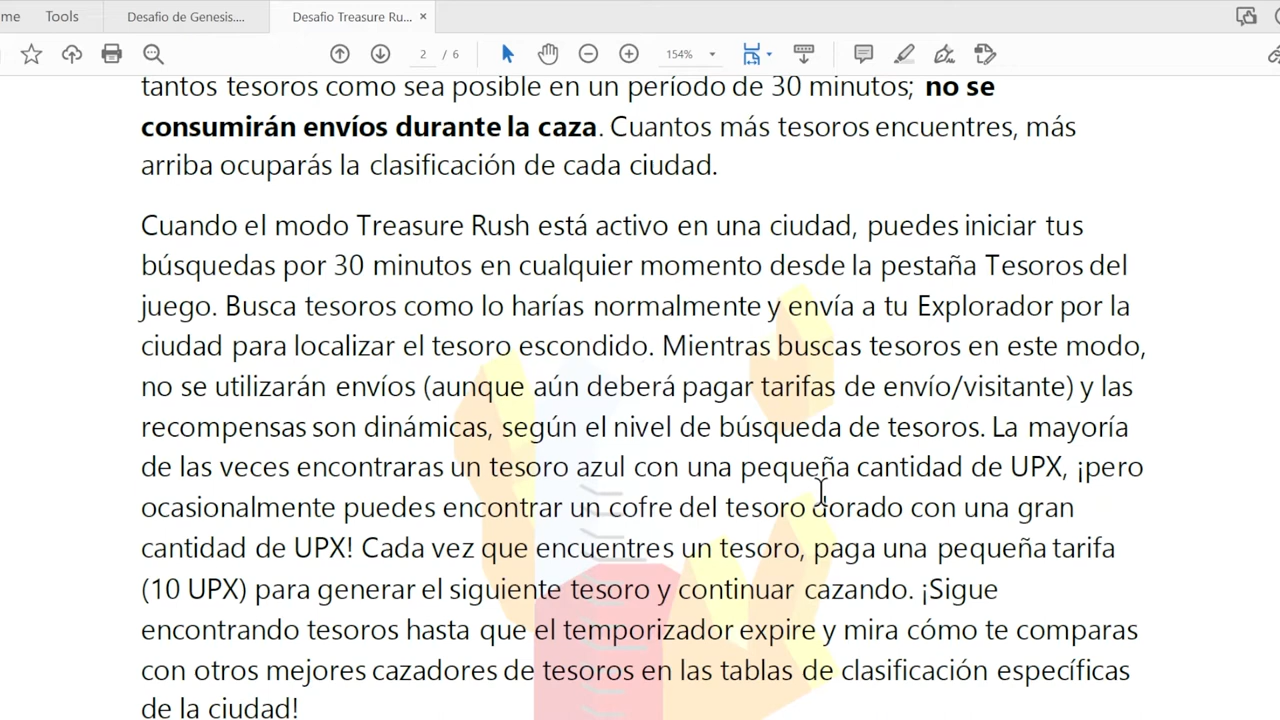 me
Tools
Desafio de Genesis....
Desafio Treasure Ru...
2 / 6
154%
tantos tesoros como sea posible en un período de 30 minutos; no se
consumirán envíos durante la caza. Cuantos más tesoros encuentres, más
arriba ocuparás la clasificación de cada ciudad.
Cuando el modo Treasure Rush está activo en una ciudad, puedes iniciar tus
búsquedas por 30 minutos en cualquier momento desde la pestaña Tesoros del
juego. Busca tesoros como lo harías normalmente y envía a tu Explorador por la
ciudad para localizar el tesoro escondido. Mientras buscas tesoros en este modo,
no se utilizarán envíos (aunque aún deberá pagar tarifas de envío/visitante) y las
recompensas son dinámicas, según el nivel de búsqueda de tesoros. La mayoría
de las veces encontraras un tesoro azul con una pequeña cantidad de UPX, ¡pero
ocasionalmente puedes encontrar un cofre del tesoro dorado con una gran
cantidad de UPX! Cada vez que encuentres un tesoro, paga una pequeña tarifa
(10 UPX) para generar el siguiente tesoro y continuar cazando. ¡Sigue
encontrando tesoros hasta que el temporizador expire y mira cómo te comparas
con otros mejores cazadores de tesoros en las tablas de clasificación específicas
de la ciudad!